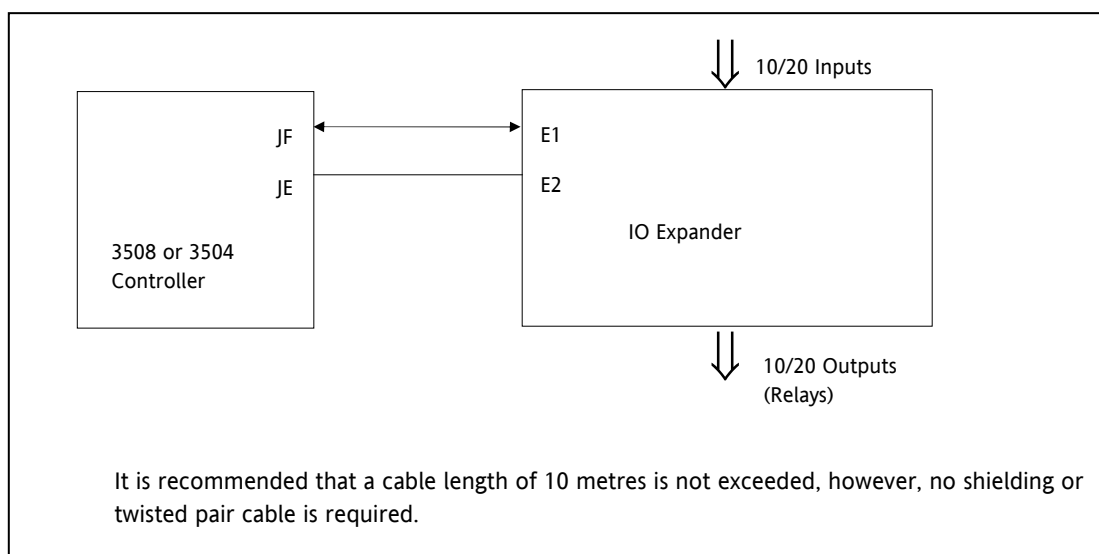 10/20 Inputs
JF
E1
JE
E2
IO Expander
3508 or 3504
Controller
10/20 Outputs
(Relays)
It is recommended that a cable length of 10 metres is not exceeded, however, no shielding or
twisted pair cable is required.